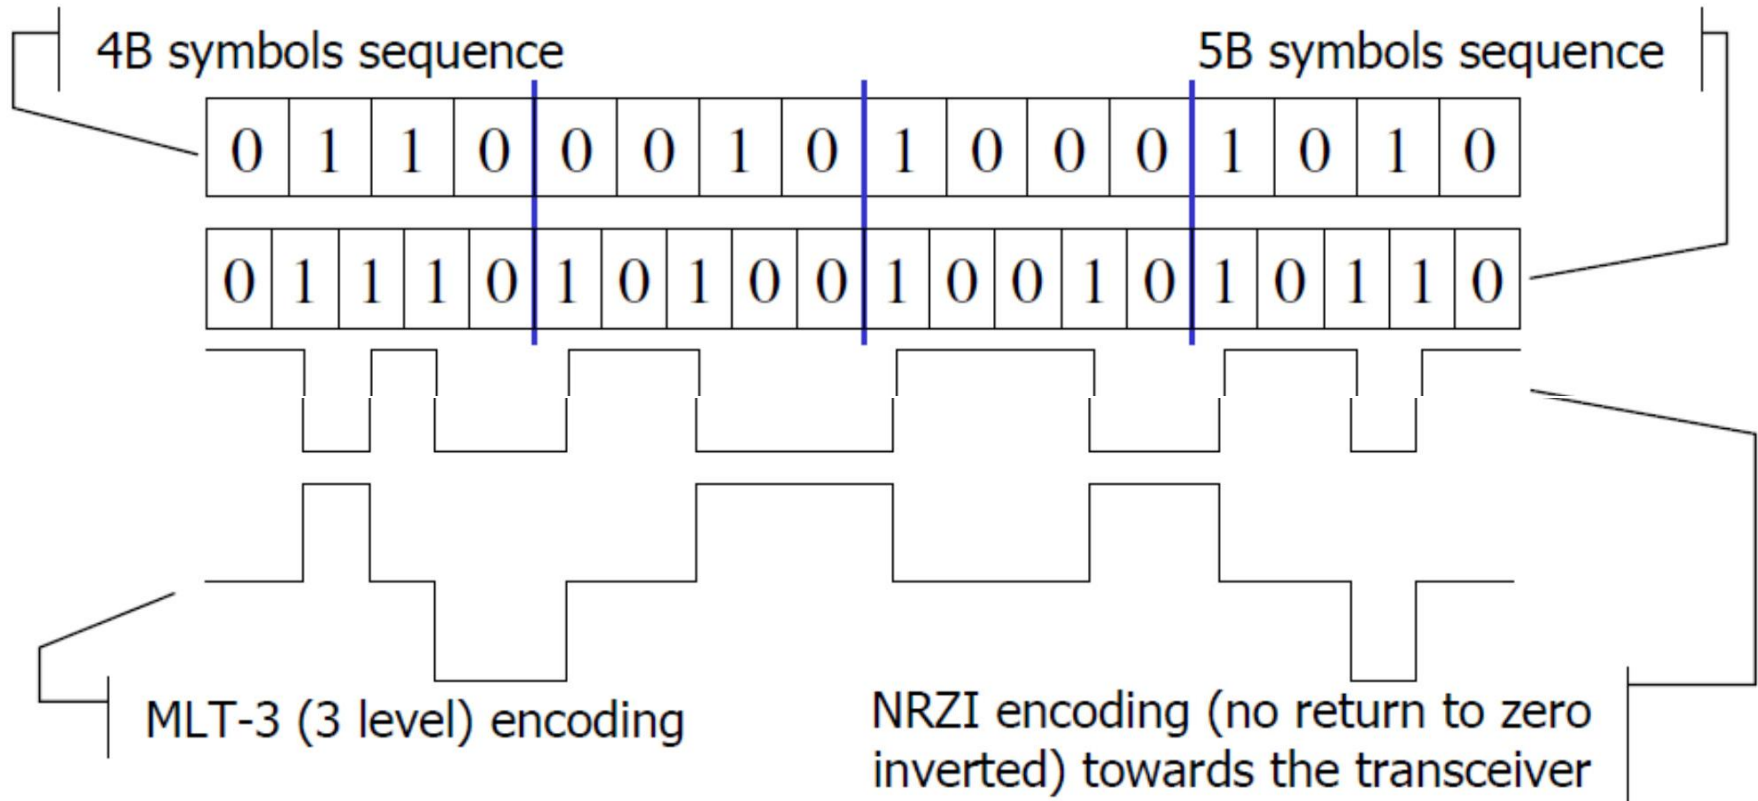 4B symbols sequence
5B symbols sequence
0 1 1 0 0 0 1 0 1 0 0 0 1 0 1 0
0 1 1 1 0 1 0 1 0 0 1 0 0 1 0 1 0 1 1 0
MLT-3 (3 level) encoding
NRZI encoding (no return to zero
inverted) towards the transceiver